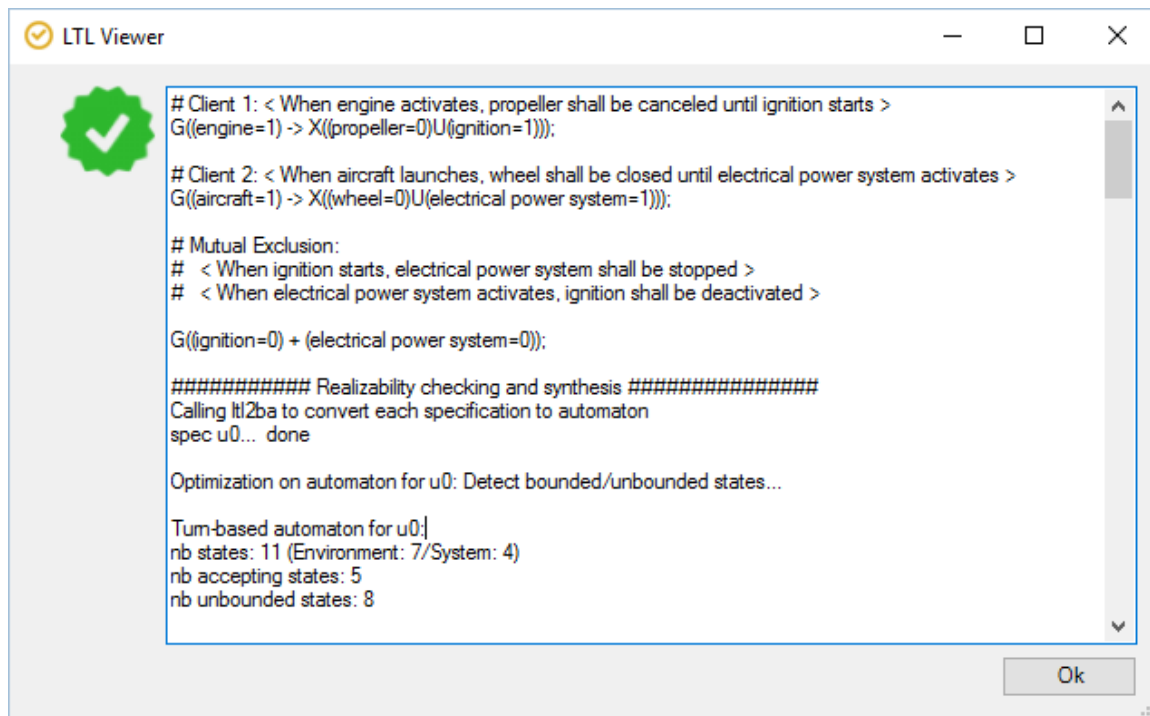 LTL Viewer
# Client 1: < When engine activates, propeller shall be canceled until ignition starts >
G((engine=1) -> X((propeller=0)U(ignition=1)));
# Client 2: < When aircraft launches, wheel shall be closed until electrical power system activates >
G((aircraft=1) -> X((wheel=0)U(electrical power system=1)));
# Mutual Exclusion:
#   < When ignition starts, electrical power system shall be stopped >
#   < When electrical power system activates, ignition shall be deactivated >
G((ignition=0) + (electrical power system=0));
########### Realizability checking and synthesis ###############
Calling ltl2ba to convert each specification to automaton
spec u0...  done
Optimization on automaton for u0: Detect bounded/unbounded states...
Turn-based automaton for u0:
nb states: 11 (Environment: 7/System: 4)
nb accepting states: 5
nb unbounded states: 8
Ok